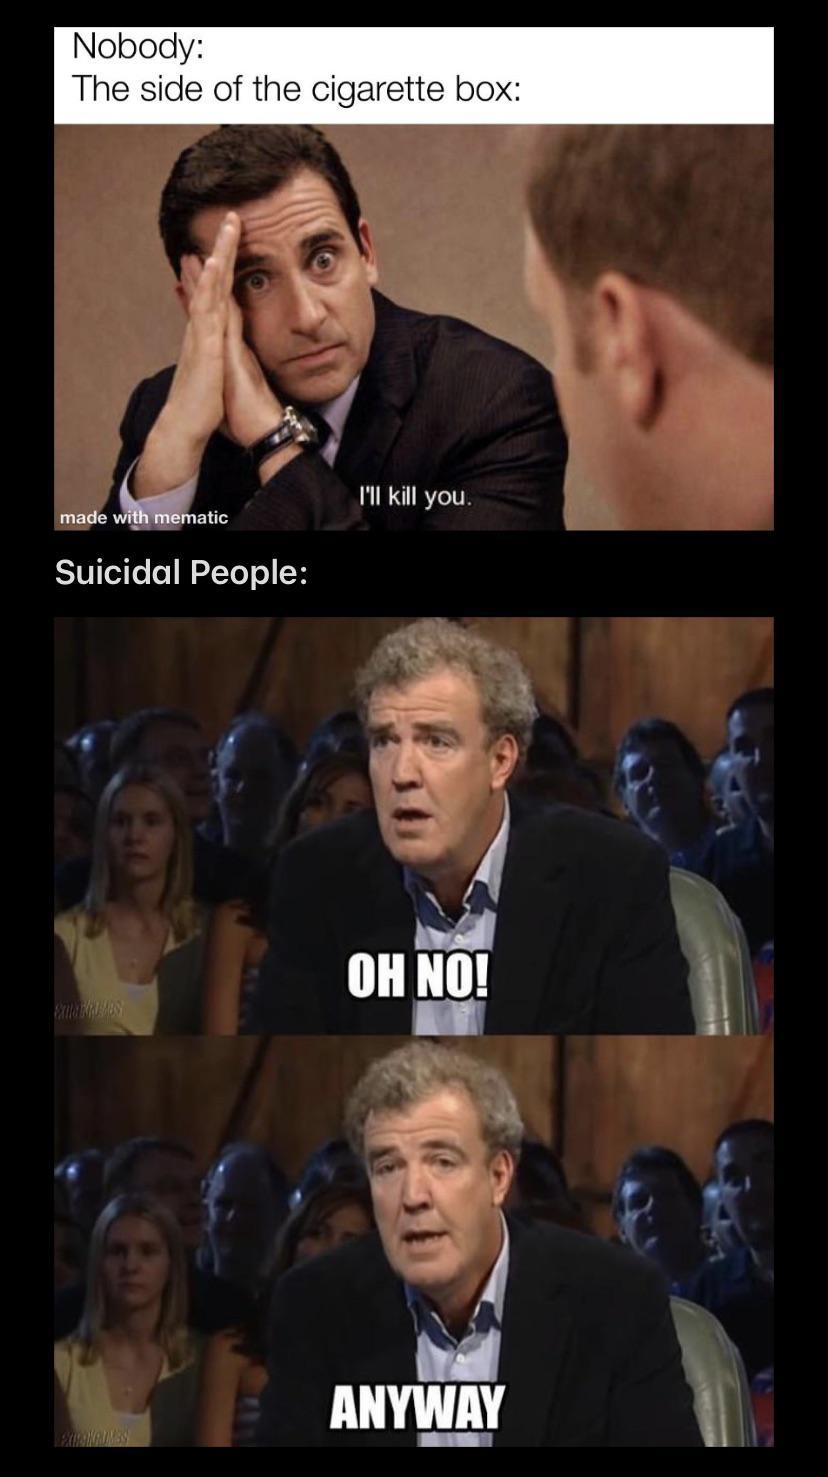 Nobody:
The side of the cigarette box:
I'll kill you.
made with mematic
Suicidal People:
OH NO!
ANYWAY